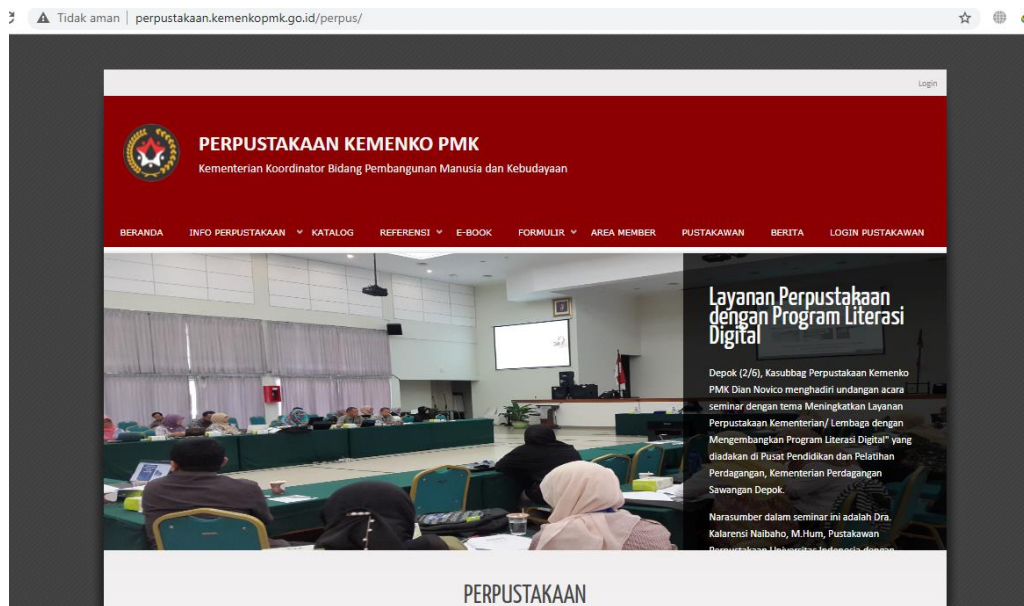 Tidak aman | perpustakaan.kemenkopmk.go.id/perpus/
Login
PERPUSTAKAAN KEMENKO PMK
Kementerian Koordinator Bidang Pembangunan Manusia dan Kebudayaan
BERANDA INFO PERPUSTAKAAN KATALOG REFERENSI E-BOOK FORMULIR AREA MEMBER PUSTAKAWAN BERITA LOGIN PUSTAKAWAN
Layanan Perpustakaan
dengan Program Literasi
Digital
Depok (2/6), Kasubbag Perpustakaan Kemenko
PMK Dian Novico menghadiri undangan acara
seminar dengan tema Meningkatkan Layanan
Perpustakaan Kementerian/ Lembaga dengan
Mengembangkan Program Literasi Digital" yang
diadakan di Pusat Pendidikan dan Pelatihan
Perdagangan, Kementerian Perdagangan
Sawangan Depok.
Narasumber dalam seminar ini adalah Dra.
Kalarensi Naibaho, M.Hum, Pustakawan
Perpustakaan Universitas Indonesia dengan
PERPUSTAKAAN